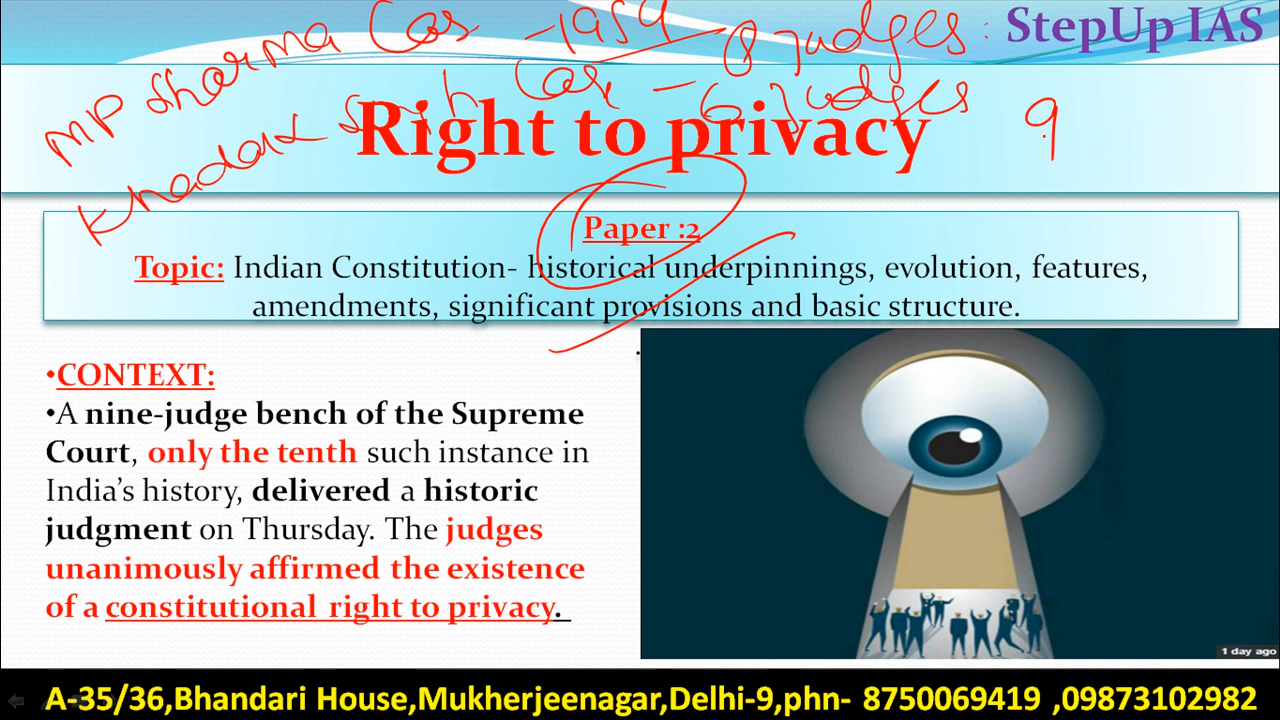 MP Sharma Cas - 1954 8 Judges :
StepUp IAS
Khadak Singh Cas - 6 Judges
9
Right to privacy
Paper :2
Topic: Indian Constitution- historical underpinnings, evolution, features,
amendments, significant provisions and basic structure.
.
•CONTEXT:
•A nine-judge bench of the Supreme
Court, only the tenth such instance in
India’s history, delivered a historic
judgment on Thursday. The judges
unanimously affirmed the existence
of a constitutional right to privacy.
1 day ago
A-35/36,Bhandari House,Mukherjeenagar,Delhi-9,phn- 8750069419 ,09873102982